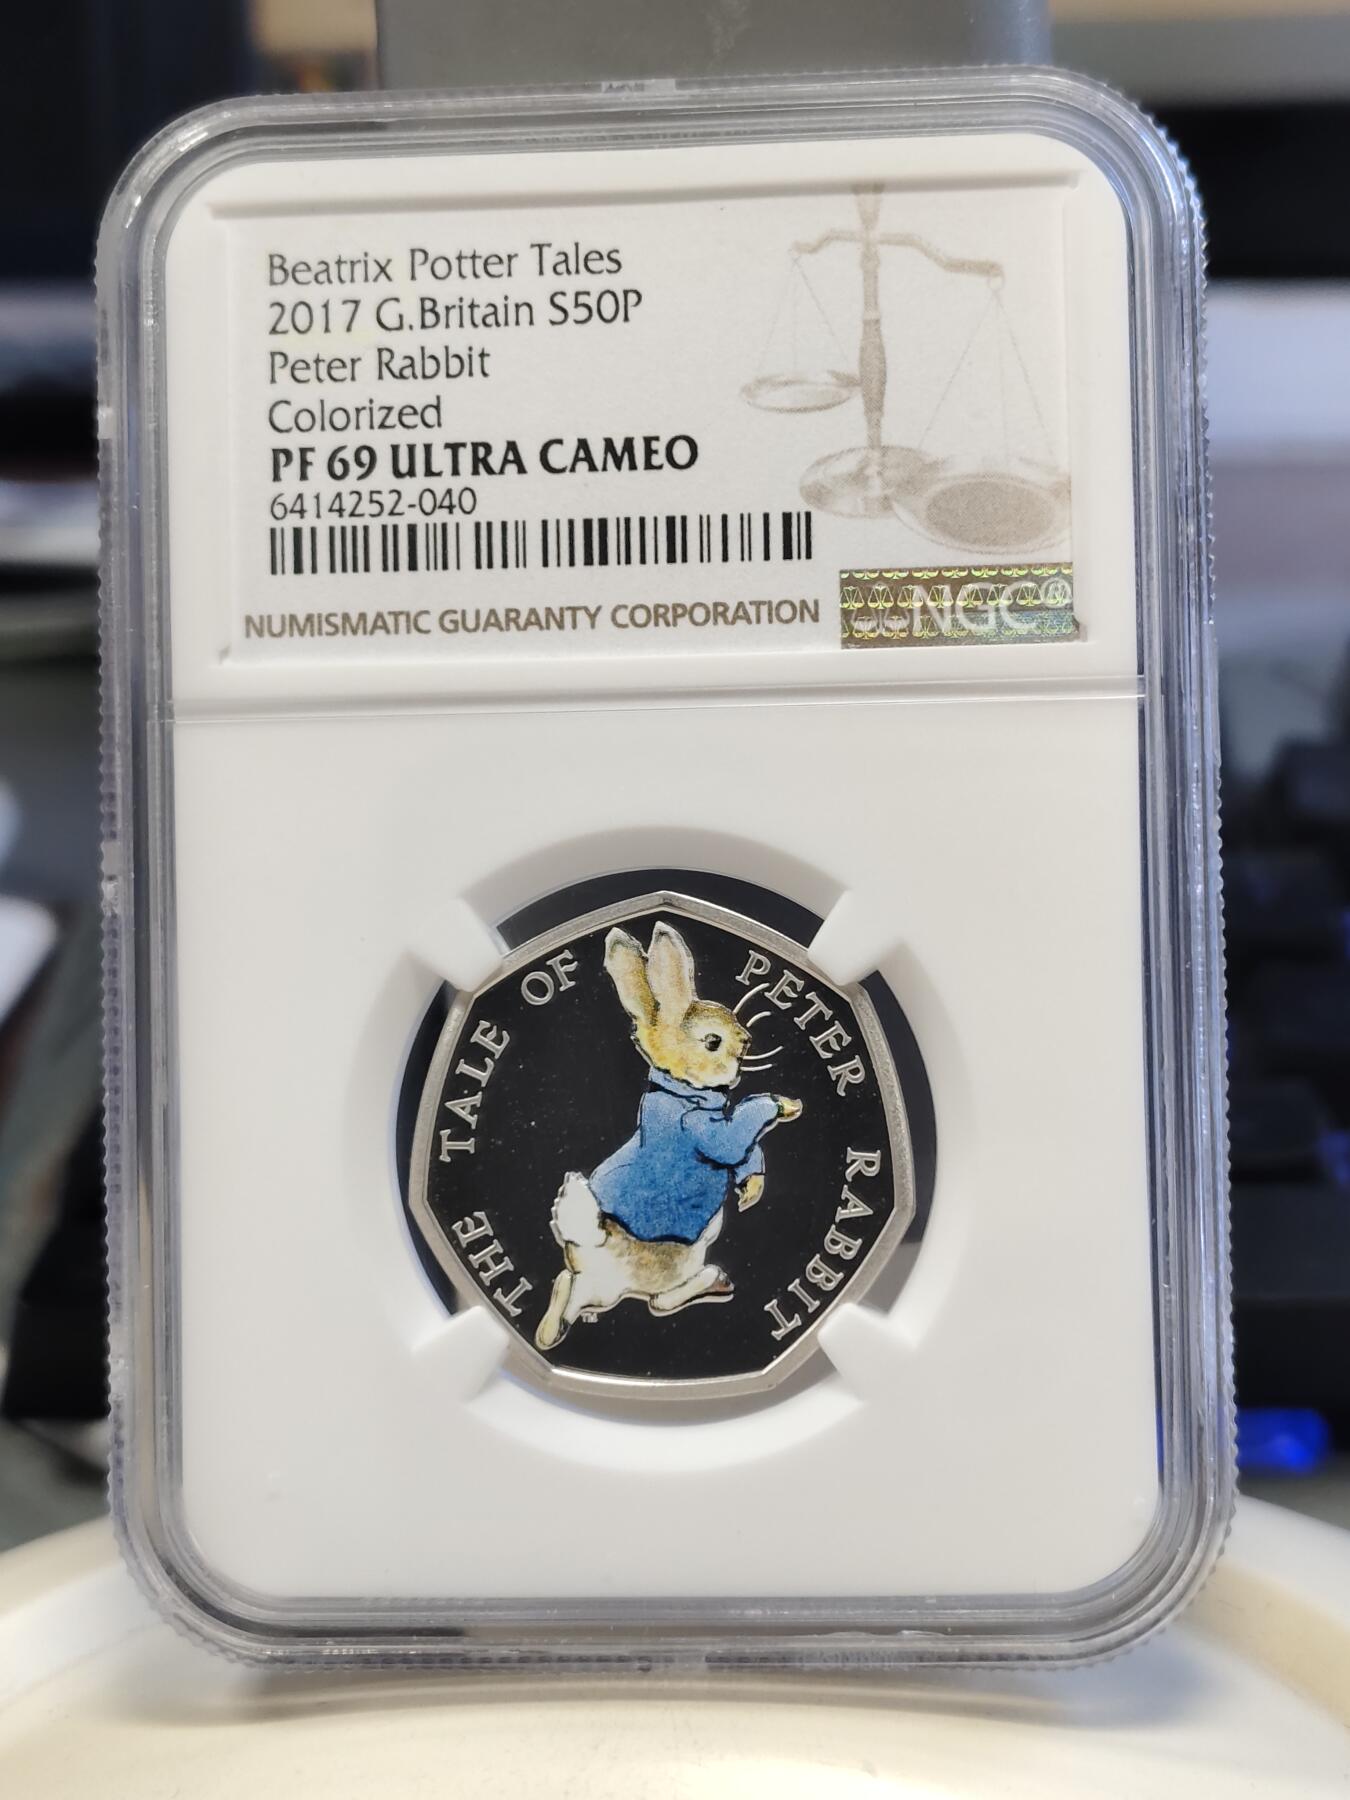 Beatrix Potter Tales
2017 G.Britain S50P
Peter Rabbit
Colorized
PF 69 ULTRA CAMEO
6414252-040
NUMISMATIC GUARANTY CORPORATION
NGC®
THE TALE OF PETER RABBIT
TM